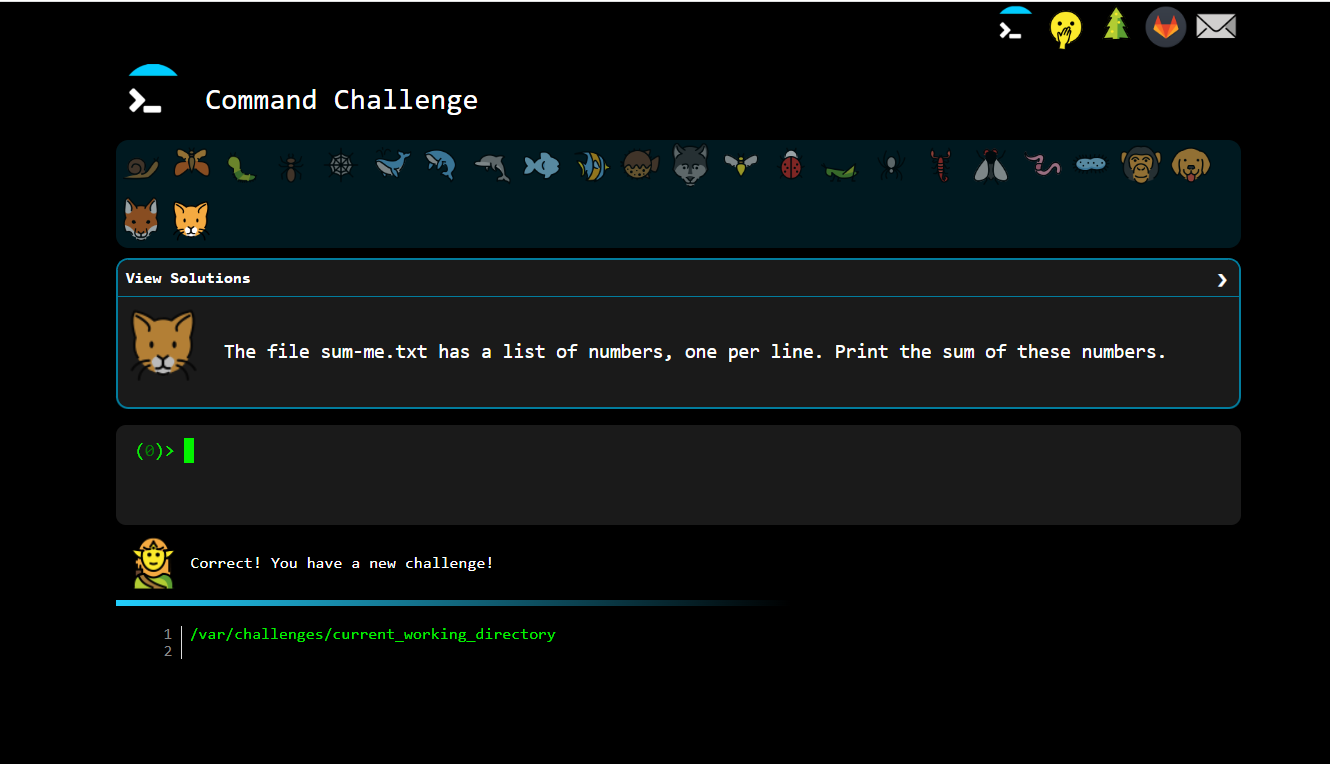 Command Challenge
View Solutions ❯
The file sum-me.txt has a list of numbers, one per line. Print the sum of these numbers.
(0)>
Correct! You have a new challenge!
1 /var/challenges/current_working_directory
2